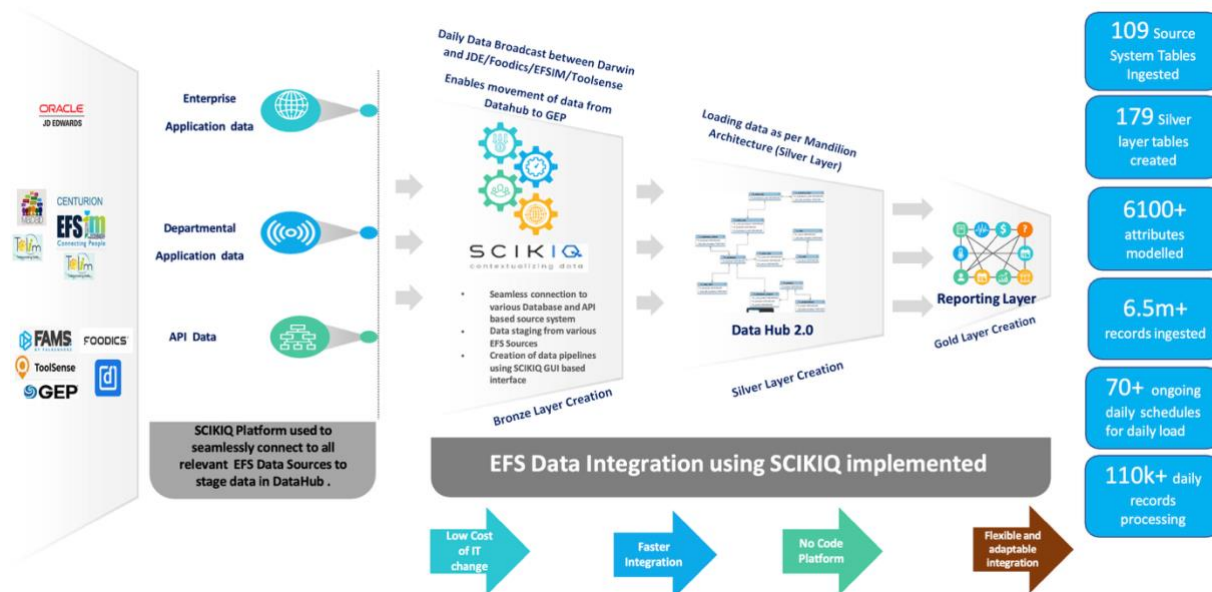 ORACLE
JD EDWARDS
CENTURION
EFSim
Connecting People
FAMS
FOODICS
ToolSense
GEP
Enterprise
Application data
Departmental
Application data
API Data
SCIKIQ Platform used to
seamlessly connect to all
relevant EFS Data Sources to
stage data in DataHub .
Daily Data Broadcast between Darwin
and JDE/Foodics/EFSIM/Toolsense
Enables movement of data from
Datahub to GEP
SCIKIQ
contextualizing data
• Seamless connection to
various Database and API
based source system
• Data staging from various
EFS Sources
• Creation of data pipelines
using SCIKIQ GUI based
interface
Bronze Layer Creation
Loading data as per Mandilion
Architecture (Silver Layer)
Data Hub 2.0
Silver Layer Creation
Reporting Layer
Gold Layer Creation
EFS Data Integration using SCIKIQ implemented
Low Cost
of IT
change
Faster
Integration
No Code
Platform
Flexible and
adaptable
integration
109 Source
System Tables
Ingested
179 Silver
layer tables
created
6100+
attributes
modelled
6.5m+
records ingested
70+ ongoing
daily schedules
for daily load
110k+ daily
records
processing